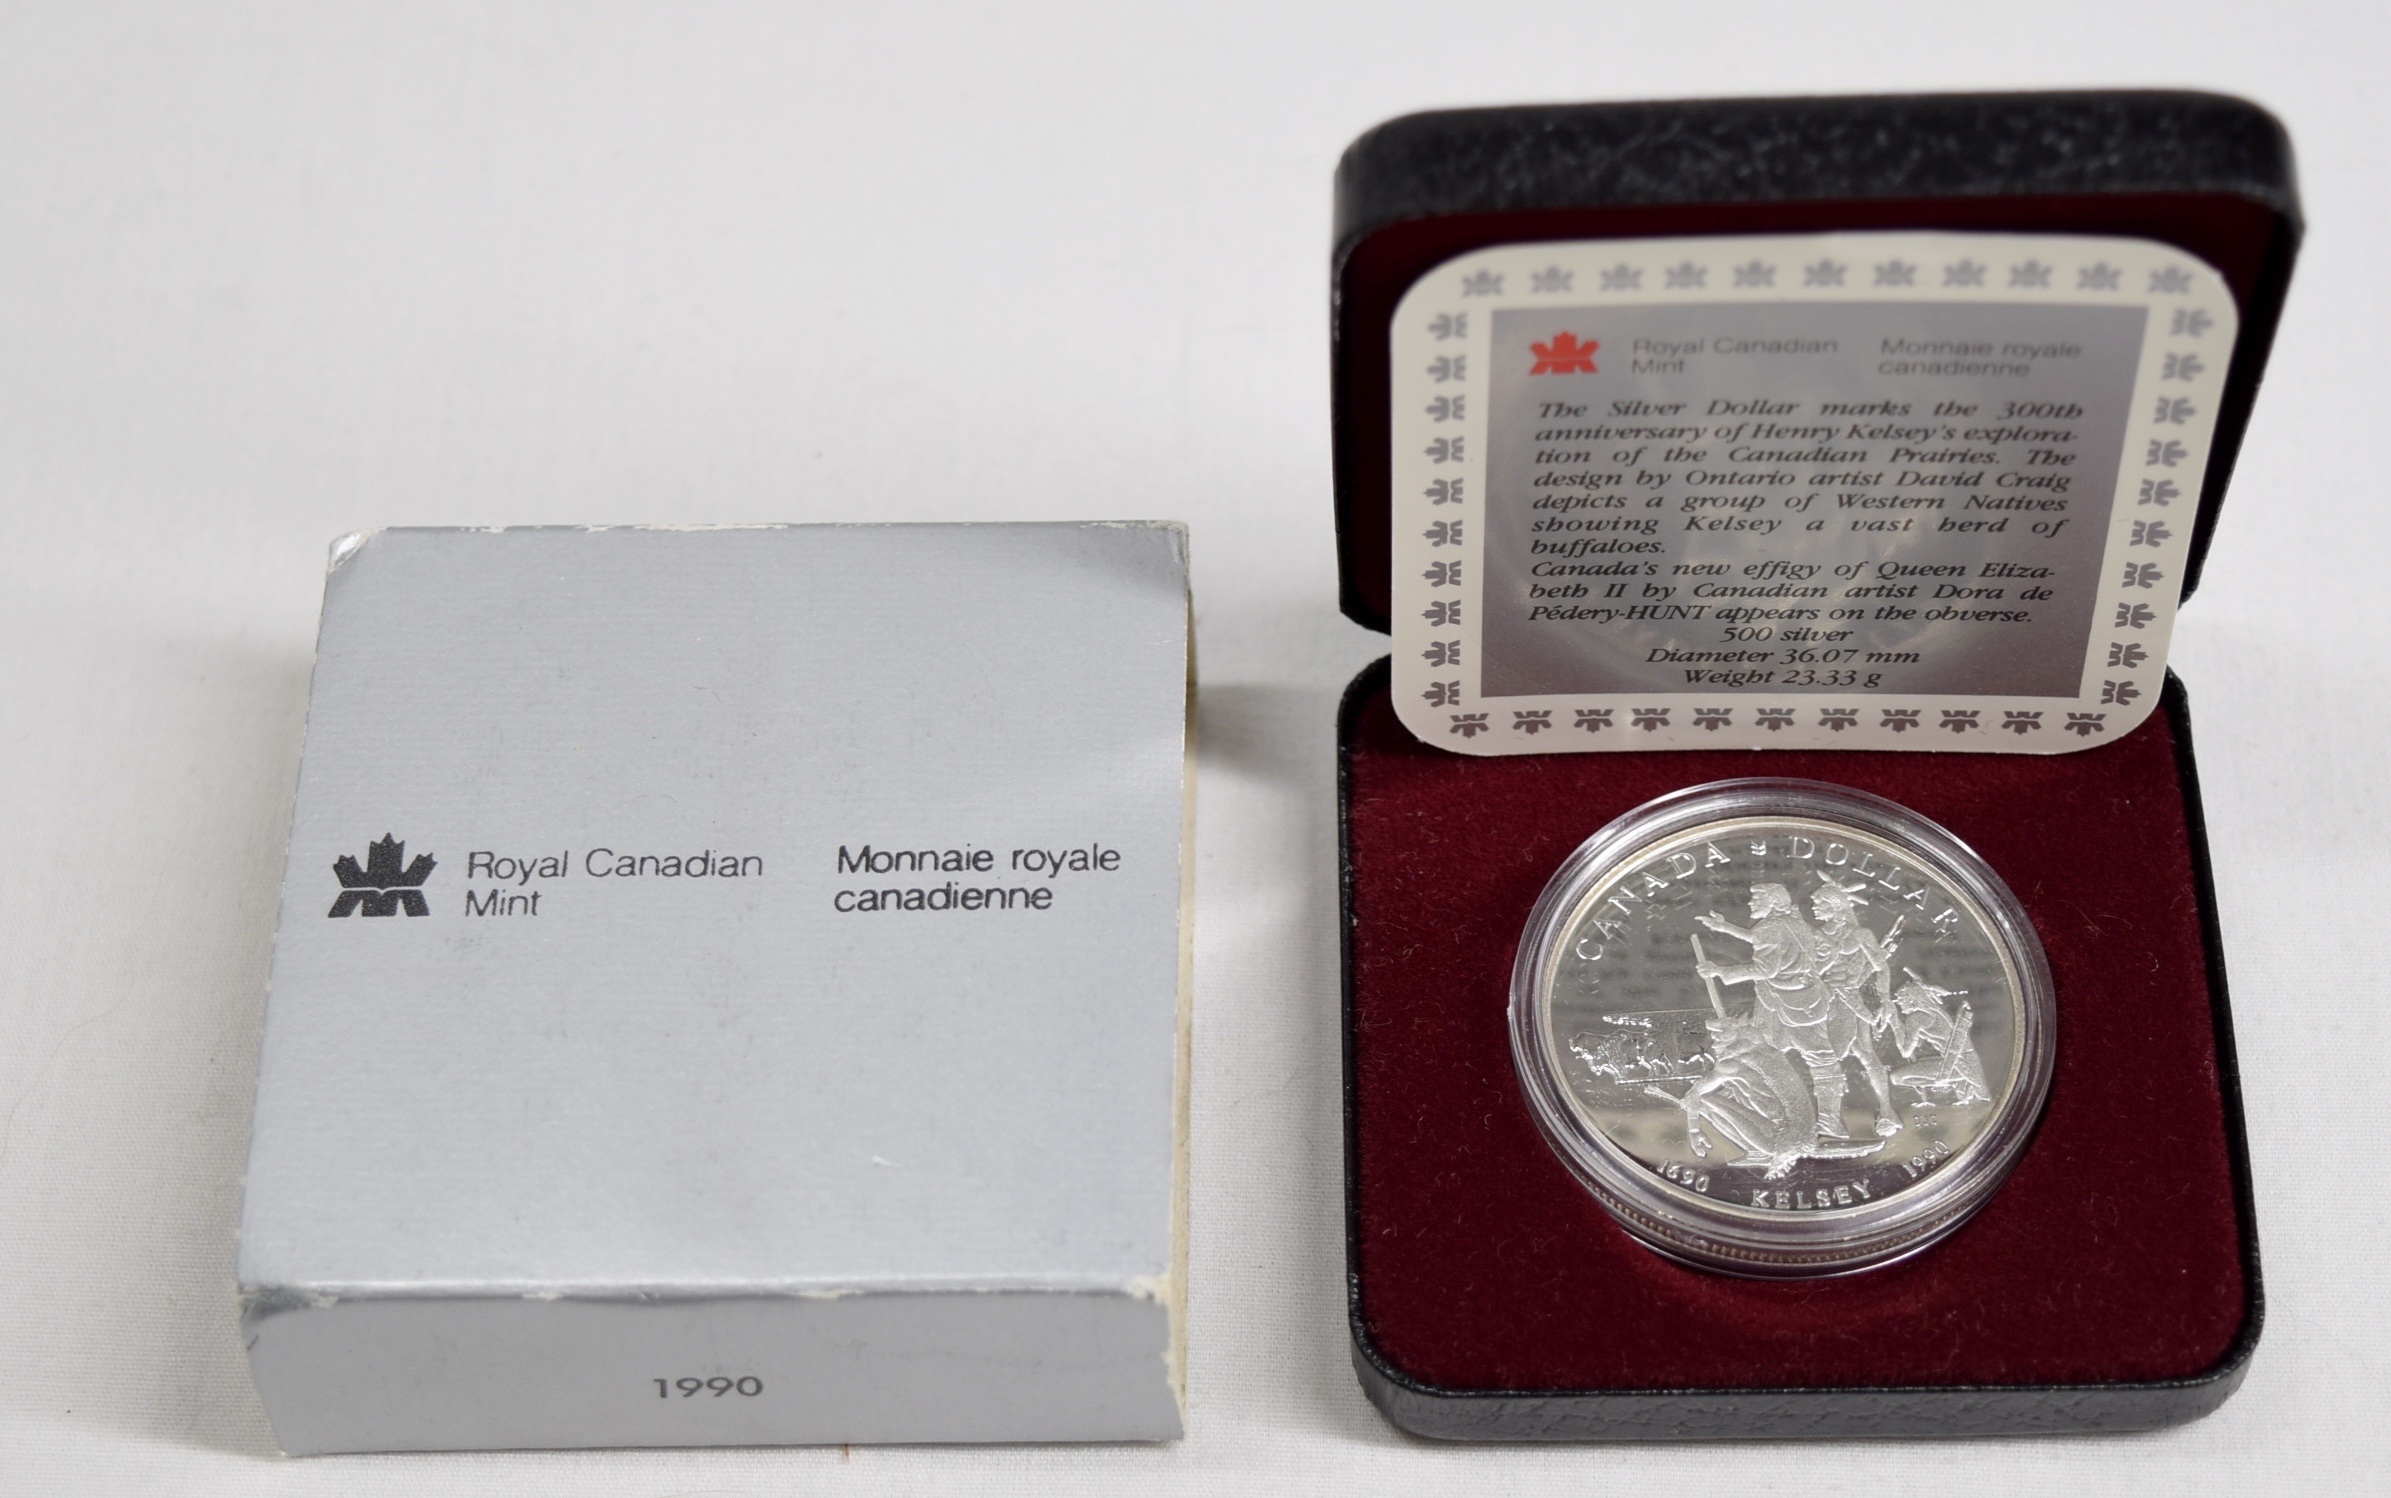 Royal Canadian
Mint
Monnaie royale
canadienne
1990
Royal Canadian
Mint
Monnaie royale
canadienne
The Silver Dollar marks the 300th
anniversary of Henry Kelsey's explora-
tion of the Canadian Prairies. The
design by Ontario artist David Craig
depicts a group of Western Natives
showing Kelsey a vast herd of
buffaloes.
Canada's new effigy of Queen Eliza-
beth II by Canadian artist Dora de
Pédery-HUNT appears on the obverse.
500 silver
Diameter 36.07 mm
Weight 23.33 g
CANADA DOLLAR
1690 KELSEY 1990